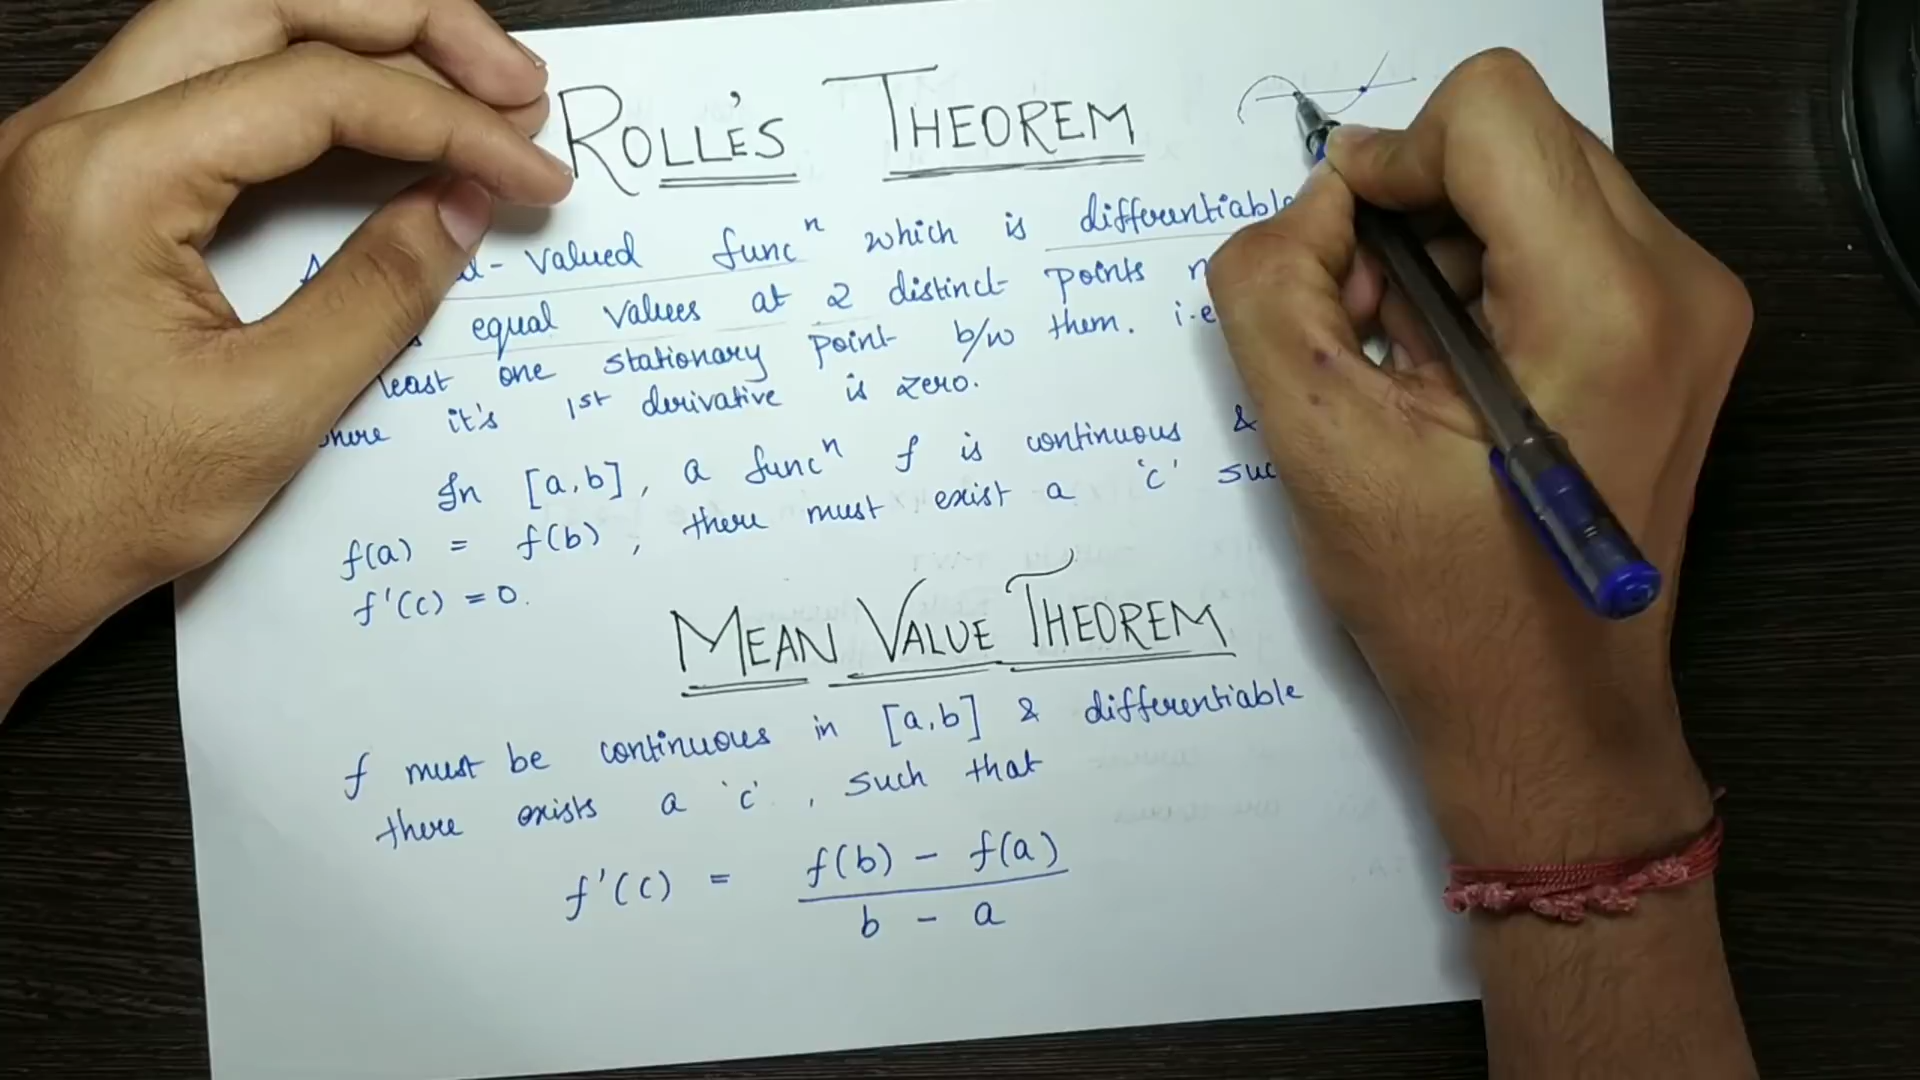 ROLLE'S THEOREM
valued funcⁿ which is differentiable
equal values at 2 distinct points
least one stationary point b/w them. i.e
it's 1st derivative is zero.
In [a,b], a funcⁿ f is continuous &
f(a) = f(b), there must exist a 'c'
f'(c) = 0.
MEAN VALUE THEOREM
f must be continuous in [a,b] & differentiable
there exists a 'c', such that
f'(c) = f(b) - f(a)
b - a